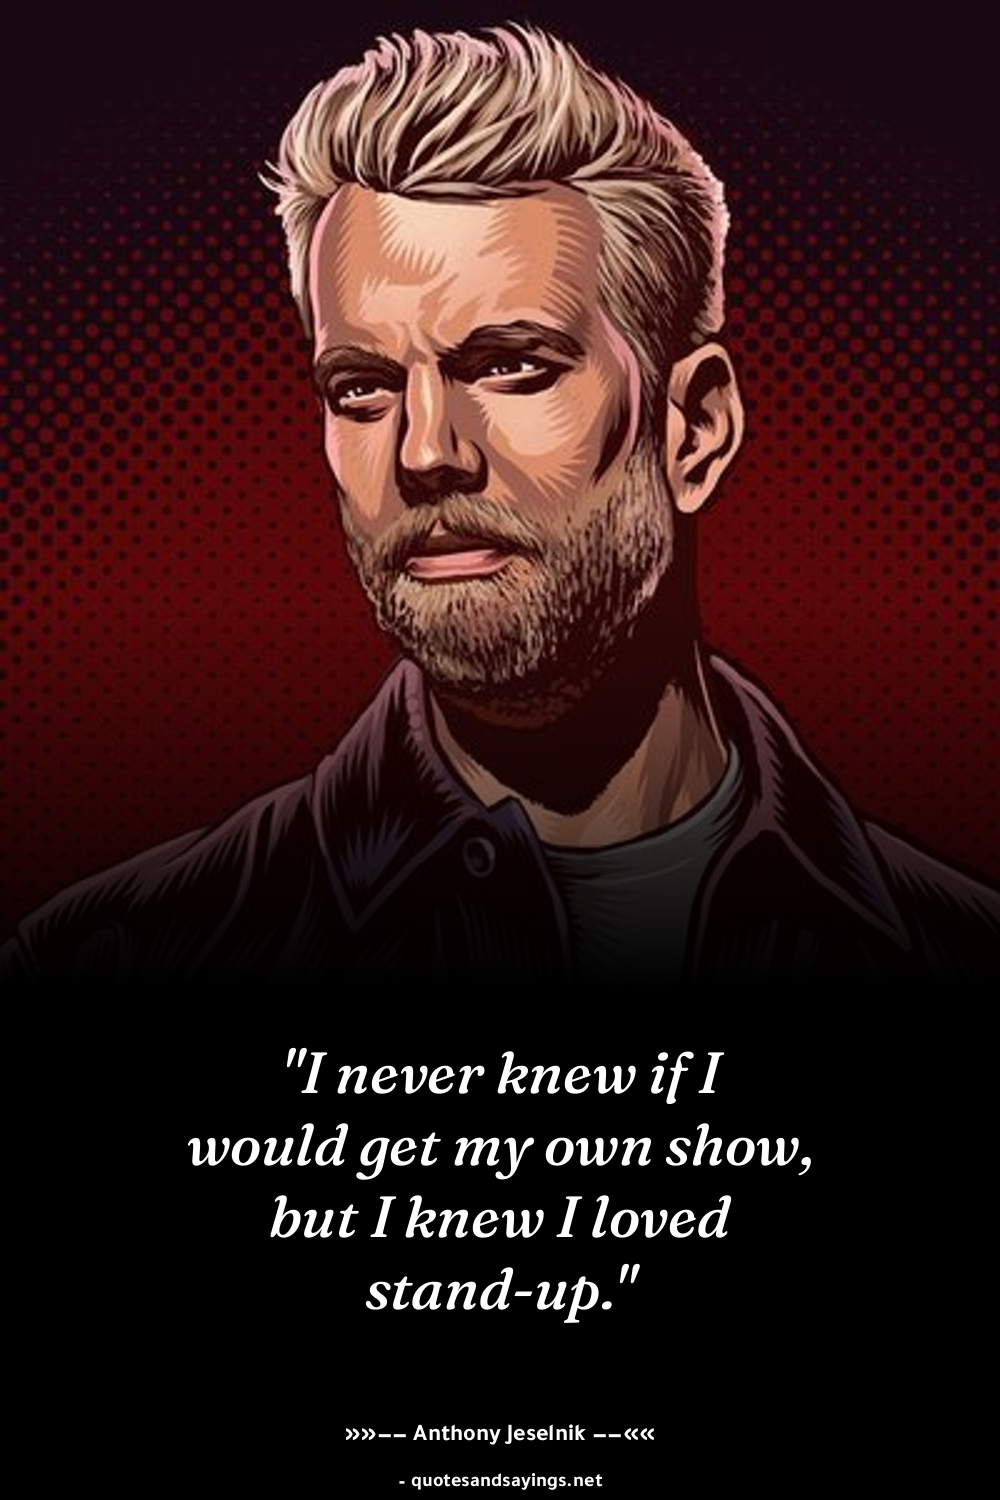 "I never knew if I
would get my own show,
but I knew I loved
stand-up."
»»–– Anthony Jeselnik ––««
- quotesandsayings.net